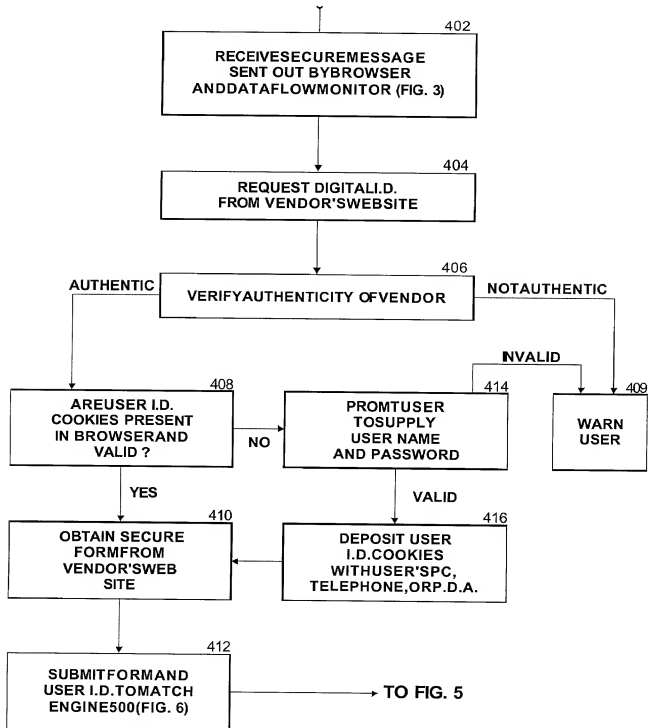 402
RECEIVESECUREMESSAGE
SENT OUT BYBROWSER
ANDDATAFLOWMONITOR (FIG. 3)
404
REQUEST DIGITALI.D.
FROM VENDOR'SWEBSITE
406
VERIFYAUTHENTICITY OFVENDOR
AUTHENTIC
NOTAUTHENTIC
408
AREUSER I.D.
COOKIES PRESENT
IN BROWSERAND
VALID ?
NO
YES
414
PROMTUSER
TOSUPPLY
USER NAME
AND PASSWORD
INVALID
VALID
409
WARN
USER
410
OBTAIN SECURE
FORMFROM
VENDOR'SWEB
SITE
416
DEPOSIT USER
I.D.COOKIES
WITHUSER'SPC,
TELEPHONE,ORP.D.A.
412
SUBMITFORMAND
USER I.D.TOMATCH
ENGINE500(FIG. 6)
TO FIG. 5